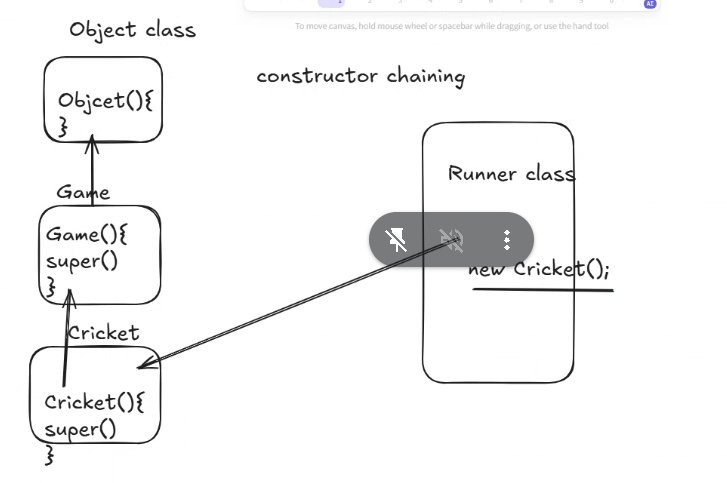 To move canvas, hold mouse wheel or spacebar while dragging, or use the hand tool
AI
Object class
constructor chaining
Objcet(){
}
Game
Game(){
super()
}
Cricket
Cricket(){
super()
}
Runner class
new Cricket();